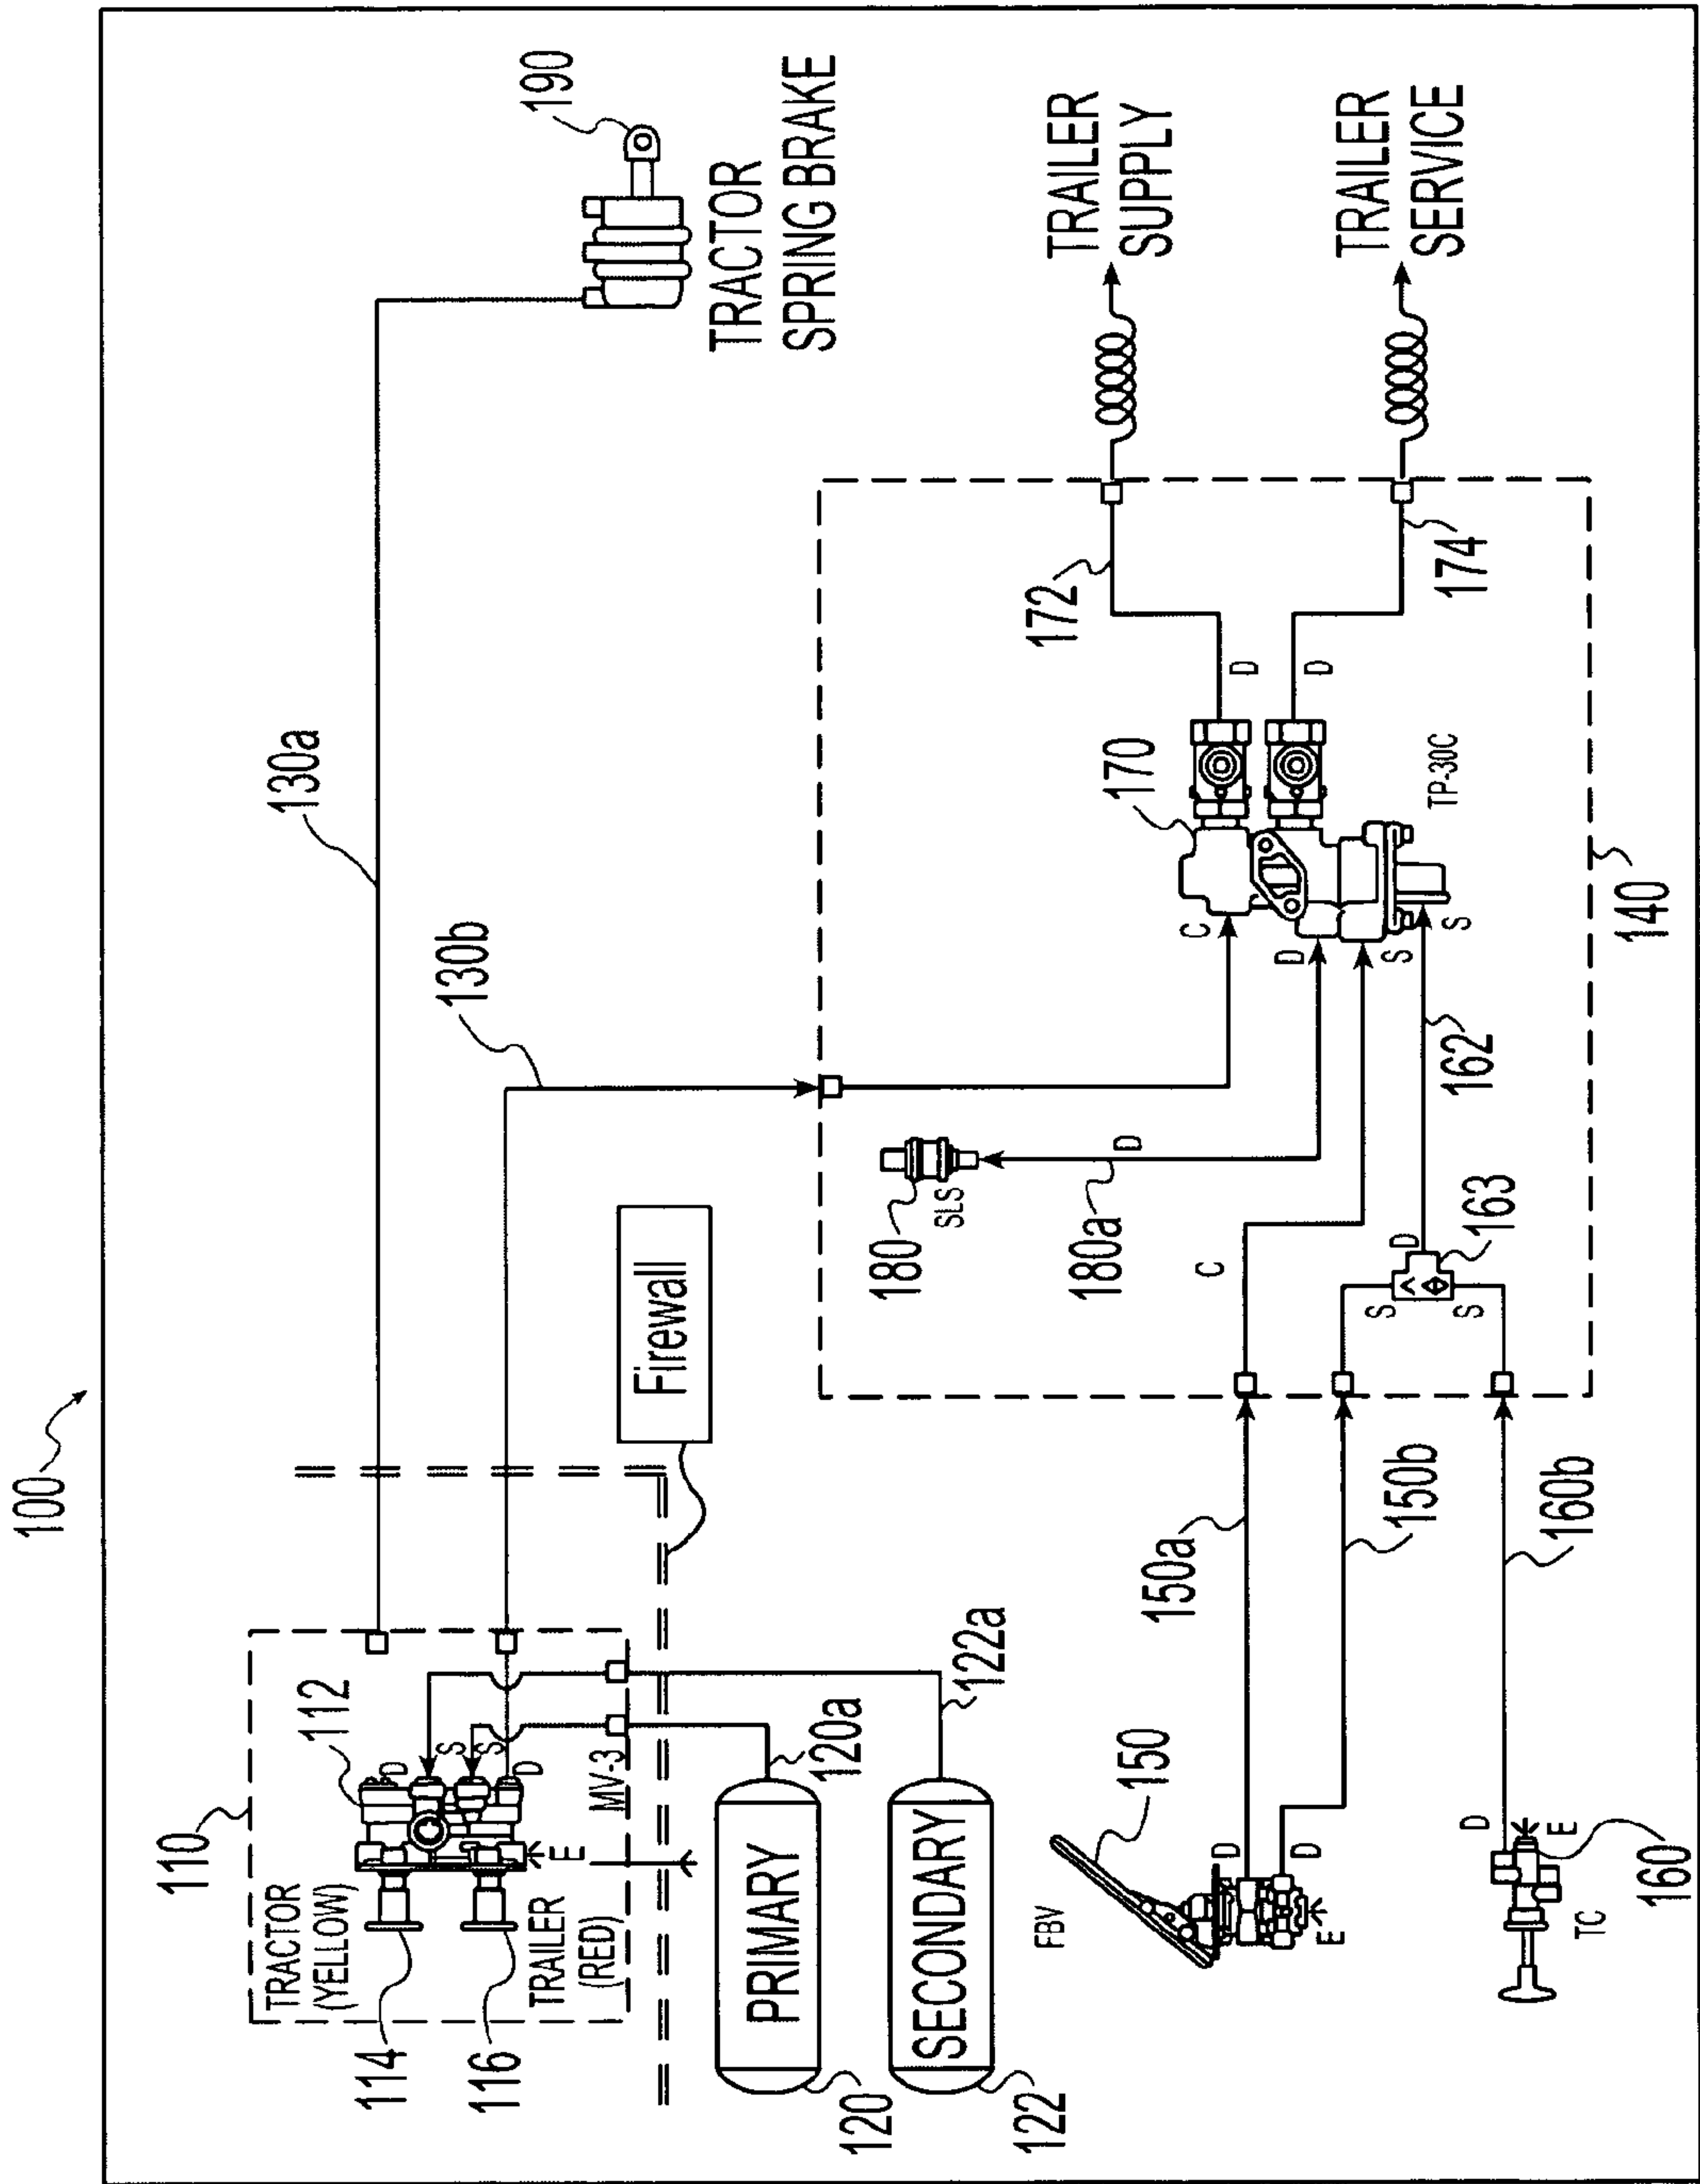 100
110
112
TRACTOR
(YELLOW)
114
116
TRAILER
(RED)
D
S
S
D
MV-3
E
130a
130b
190
TRACTOR
SPRING BRAKE
Firewall
PRIMARY
120
120a
SECONDARY
122
122a
180
SLS
180a
D
170
C
D
S
S
TP-30C
D
D
172
174
TRAILER
SUPPLY
TRAILER
SERVICE
140
FBV
150
D
D
E
150a
C
150b
S
S
D
163
162
TC
D
E
160
160b